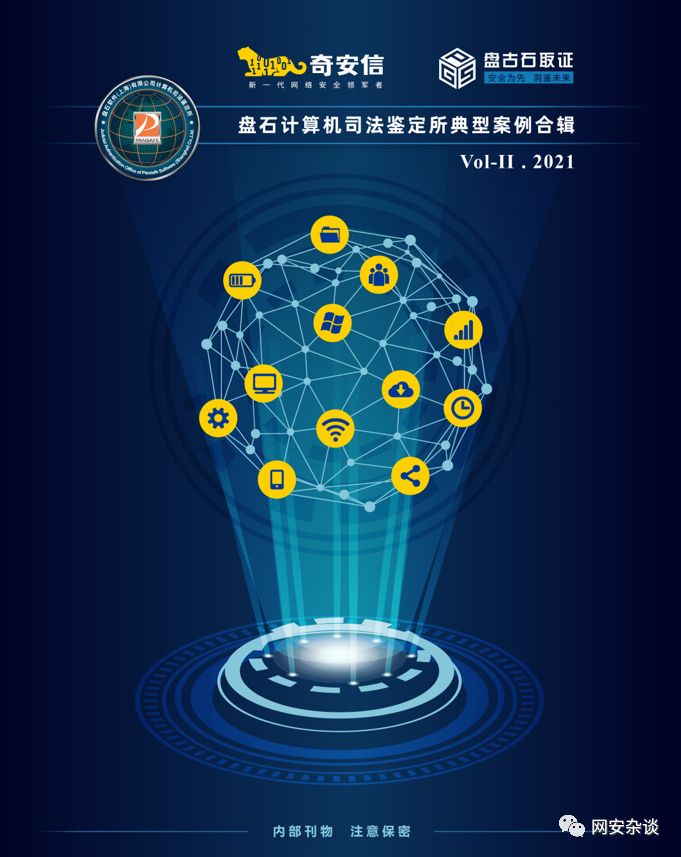 奇安信
新一代网络安全领军者
盘古石取证
安全为先 洞鉴未来
盘石软件(上海)有限公司计算机司法鉴定所
PANSAFE
Judicial Authentication Office of Pansafe Software (Shanghai) Co.,Ltd
盘石计算机司法鉴定所典型案例合辑
Vol-II . 2021
内部刊物 注意保密
网安杂谈